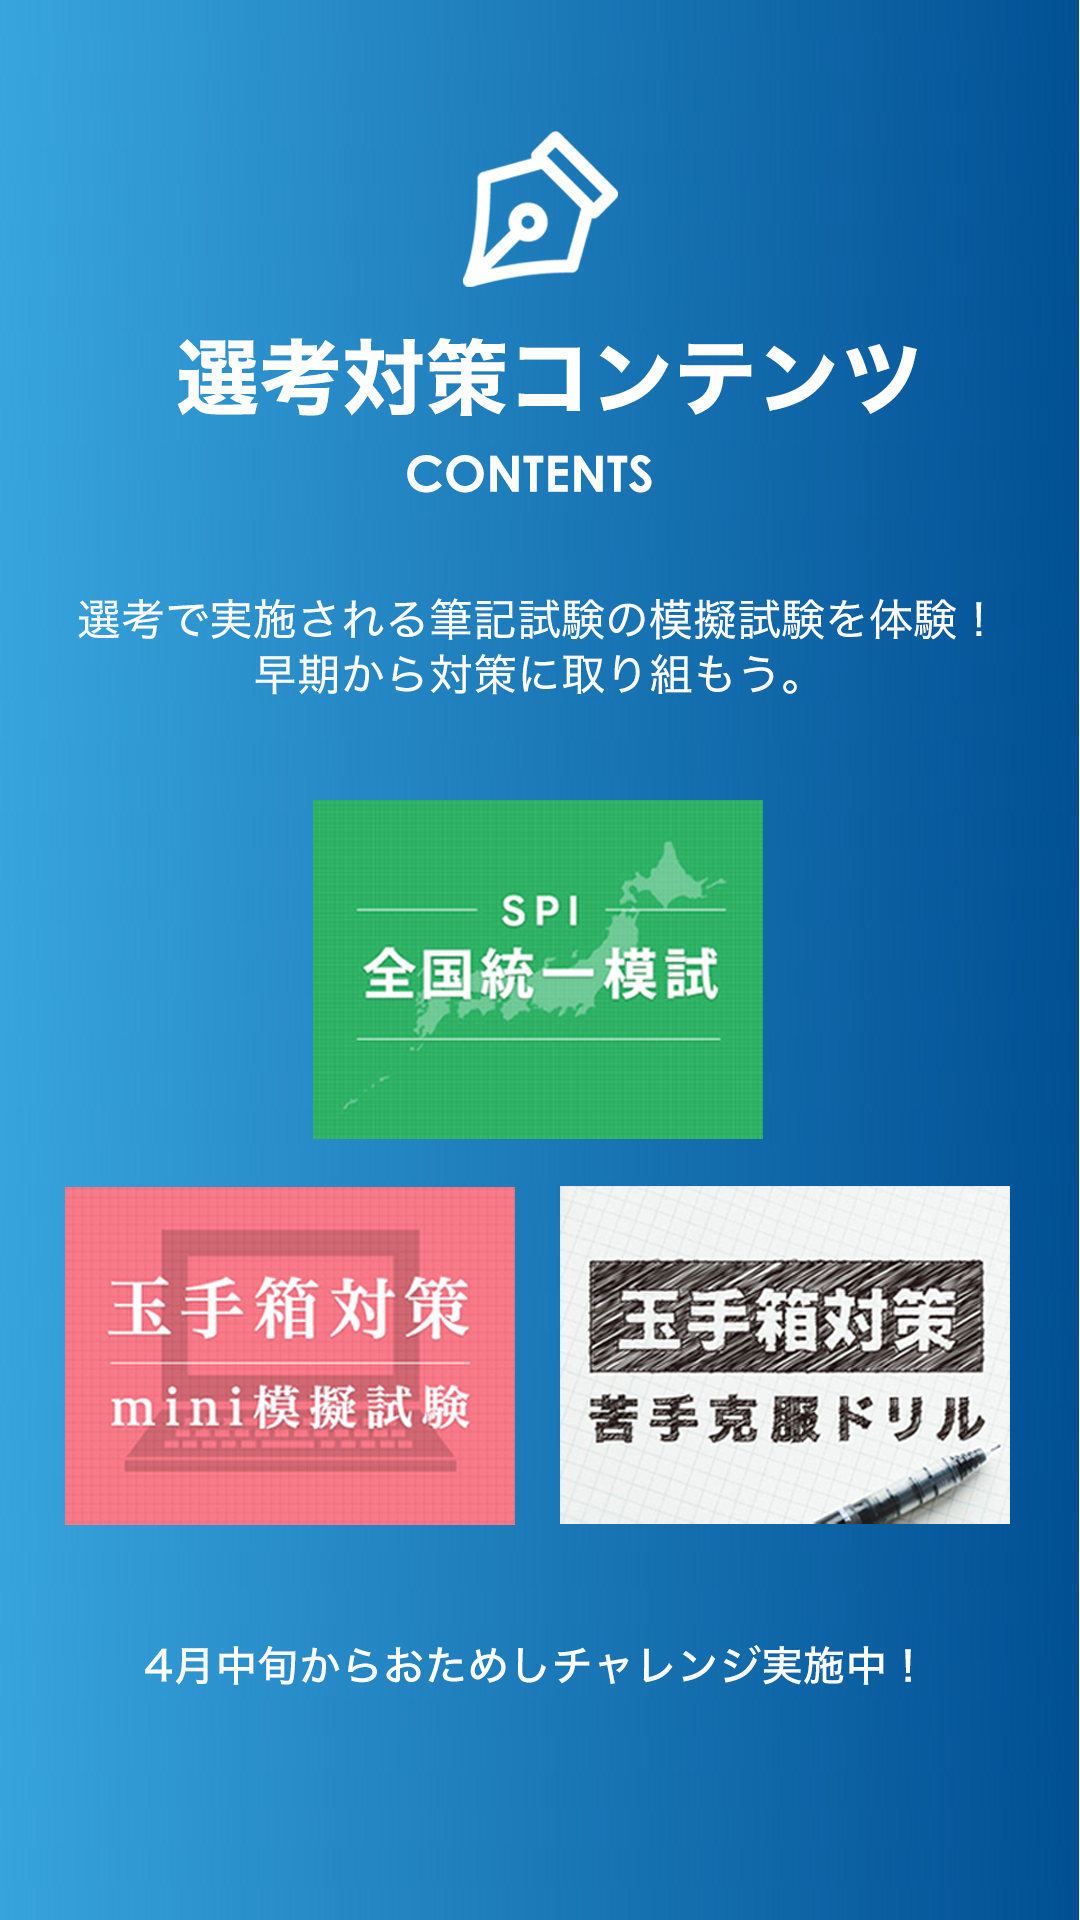 選考対策コンテンツ
CONTENTS
選考で実施される筆記試験の模擬試験を体験！
早期から対策に取り組もう。
SPI
全国統一模試
玉手箱対策
mini模擬試験
玉手箱対策
苦手克服ドリル
4月中旬からおためしチャレンジ実施中！